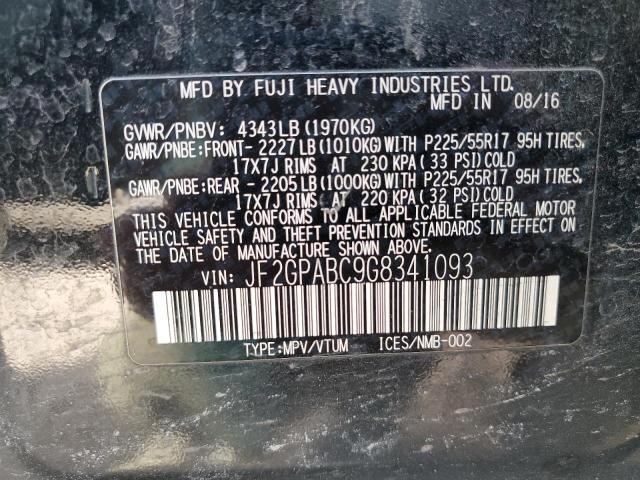 MFD BY FUJI HEAVY INDUSTRIES LTD.
MFD IN 08/16
GVWR/PNBV: 4343LB (1970KG)
GAWR/PNBE:FRONT-2227LB(1010KG)WITH P225/55R17 95H TIRES,
17X7J RIMS AT 230 KPA(33 PSI)COLD
GAWR/PNBE:REAR -2205LB(1000KG)WITH P225/55R17 95H TIRES,
17X7J RIMS AT 220 KPA(32 PSI)COLD
THIS VEHICLE CONFORMS TO ALL APPLICABLE FEDERAL MOTOR
VEHICLE SAFETY AND THEFT PREVENTION STANDARDS IN EFFECT
ON THE DATE OF MANUFACTURE SHOWN ABOVE.
VIN: JF2GPABC9G8341093
TYPE:MPV/VTUM ICES/NMB-002